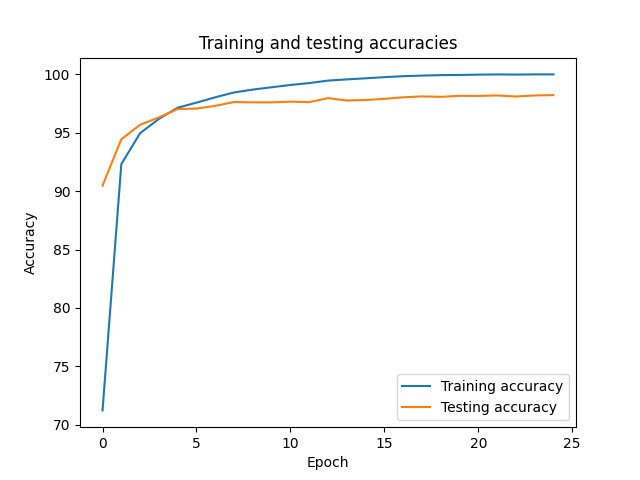 Training and testing accuracies
100
95
90
85
80
75
70
Accuracy
0 5 10 15 20 25
Epoch
Training accuracy
Testing accuracy